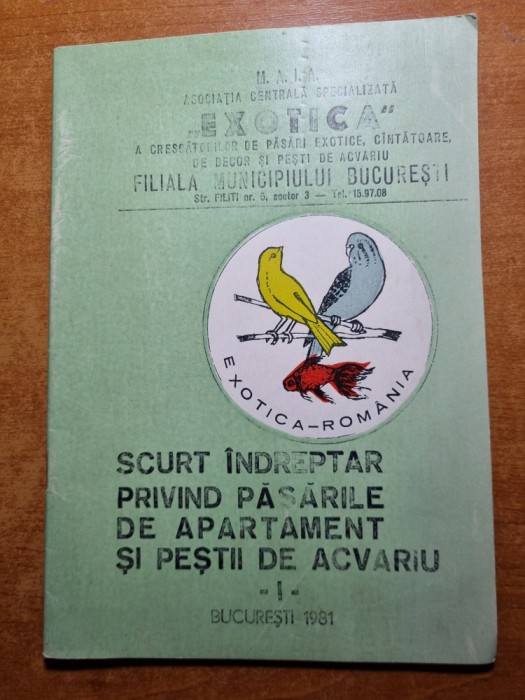 M. A. I. A.
ASOCIAŢIA CENTRALĂ SPECIALIZATĂ
„EXOTICA”
A CRESCĂTORILOR DE PĂSĂRI EXOTICE, CÎNTĂTOARE,
DE DECOR ŞI PEŞTI DE ACVARIU
FILIALA MUNICIPIULUI BUCUREŞTI
Str. FILITI nr. 5, sector 3 — Tel. 15.97.08
EXOTICA-ROMÂNIA
SCURT ÎNDREPTAR
PRIVIND PĂSĂRILE
DE APARTAMENT
ŞI PEŞTII DE ACVARIU
- I -
BUCUREŞTI 1981